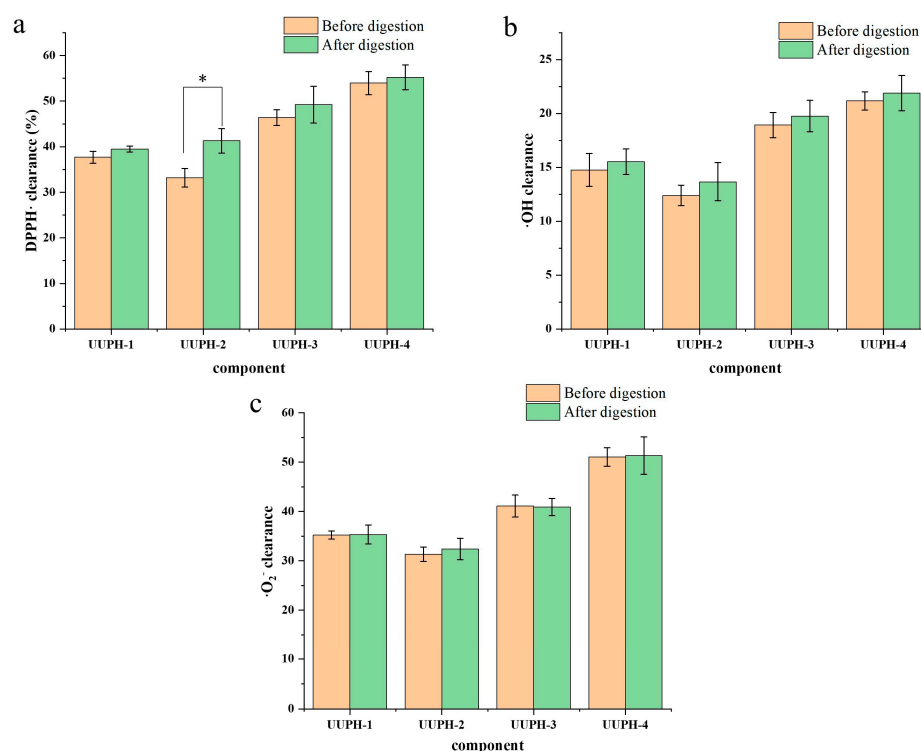 a
Before digestion
After digestion
DPPH· clearance (%)
60
50
40
30
20
10
0
*
UUPH-1 UUPH-2 UUPH-3 UUPH-4
component
b
Before digestion
After digestion
·OH clearance
25
20
15
10
5
0
UUPH-1 UUPH-2 UUPH-3 UUPH-4
component
c
Before digestion
After digestion
·O₂⁻ clearance
60
50
40
30
20
10
0
UUPH-1 UUPH-2 UUPH-3 UUPH-4
component